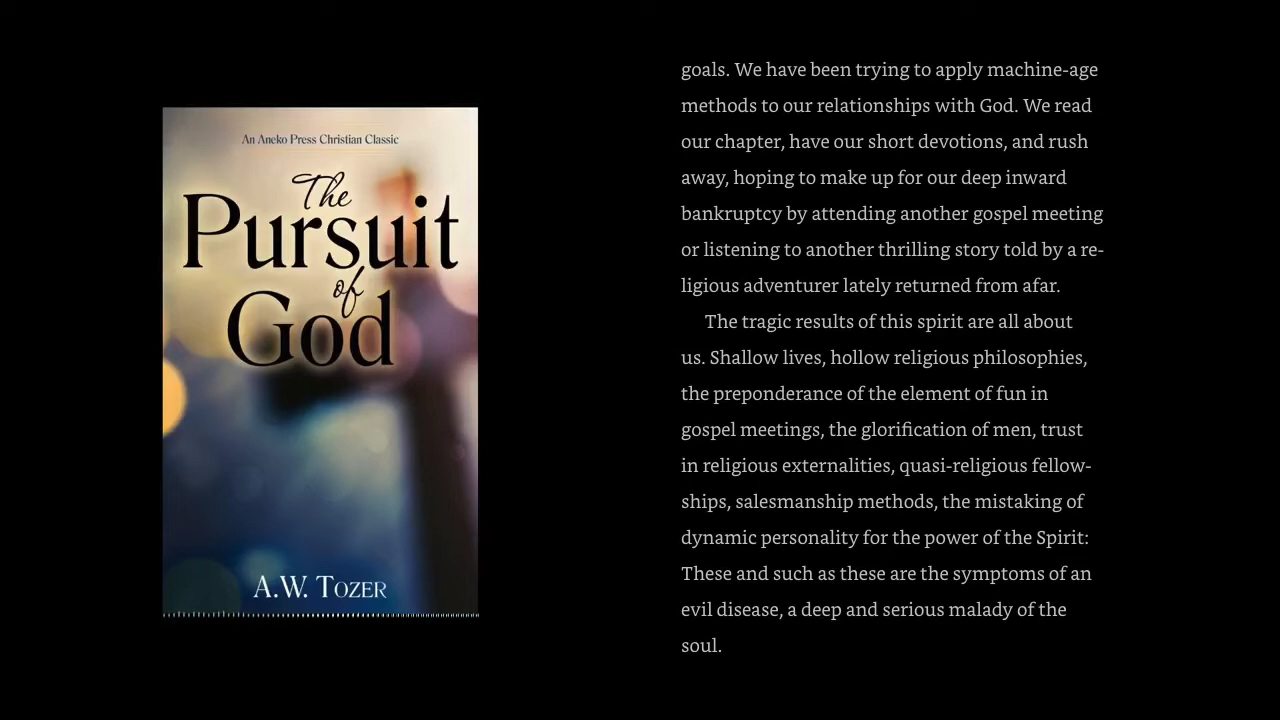 An Aneko Press Christian Classic
The
Pursuit
of
God
A.W. Tozer
goals. We have been trying to apply machine-age
methods to our relationships with God. We read
our chapter, have our short devotions, and rush
away, hoping to make up for our deep inward
bankruptcy by attending another gospel meeting
or listening to another thrilling story told by a re-
ligious adventurer lately returned from afar.
The tragic results of this spirit are all about
us. Shallow lives, hollow religious philosophies,
the preponderance of the element of fun in
gospel meetings, the glorification of men, trust
in religious externalities, quasi-religious fellow-
ships, salesmanship methods, the mistaking of
dynamic personality for the power of the Spirit:
These and such as these are the symptoms of an
evil disease, a deep and serious malady of the
soul.